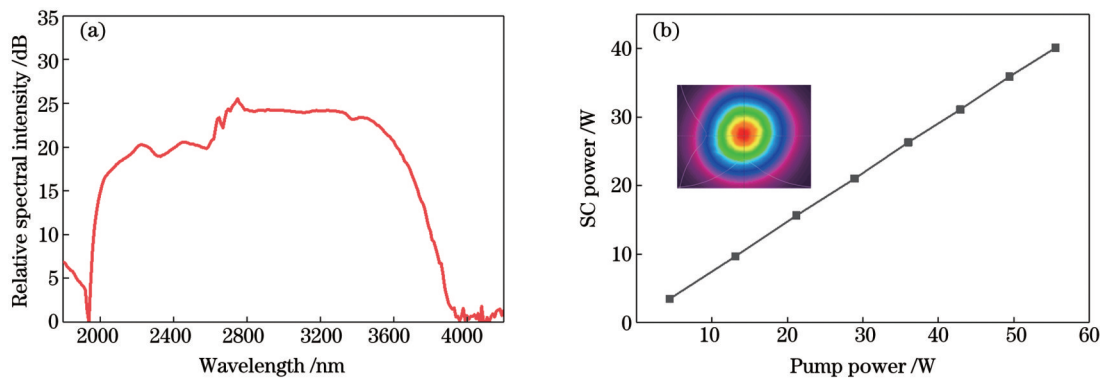 (a)
35
30
25
20
15
10
5
0
Relative spectral intensity /dB
2000 2400 2800 3200 3600 4000
Wavelength /nm
(b)
40
30
20
10
0
SC power /W
10 20 30 40 50 60
Pump power /W